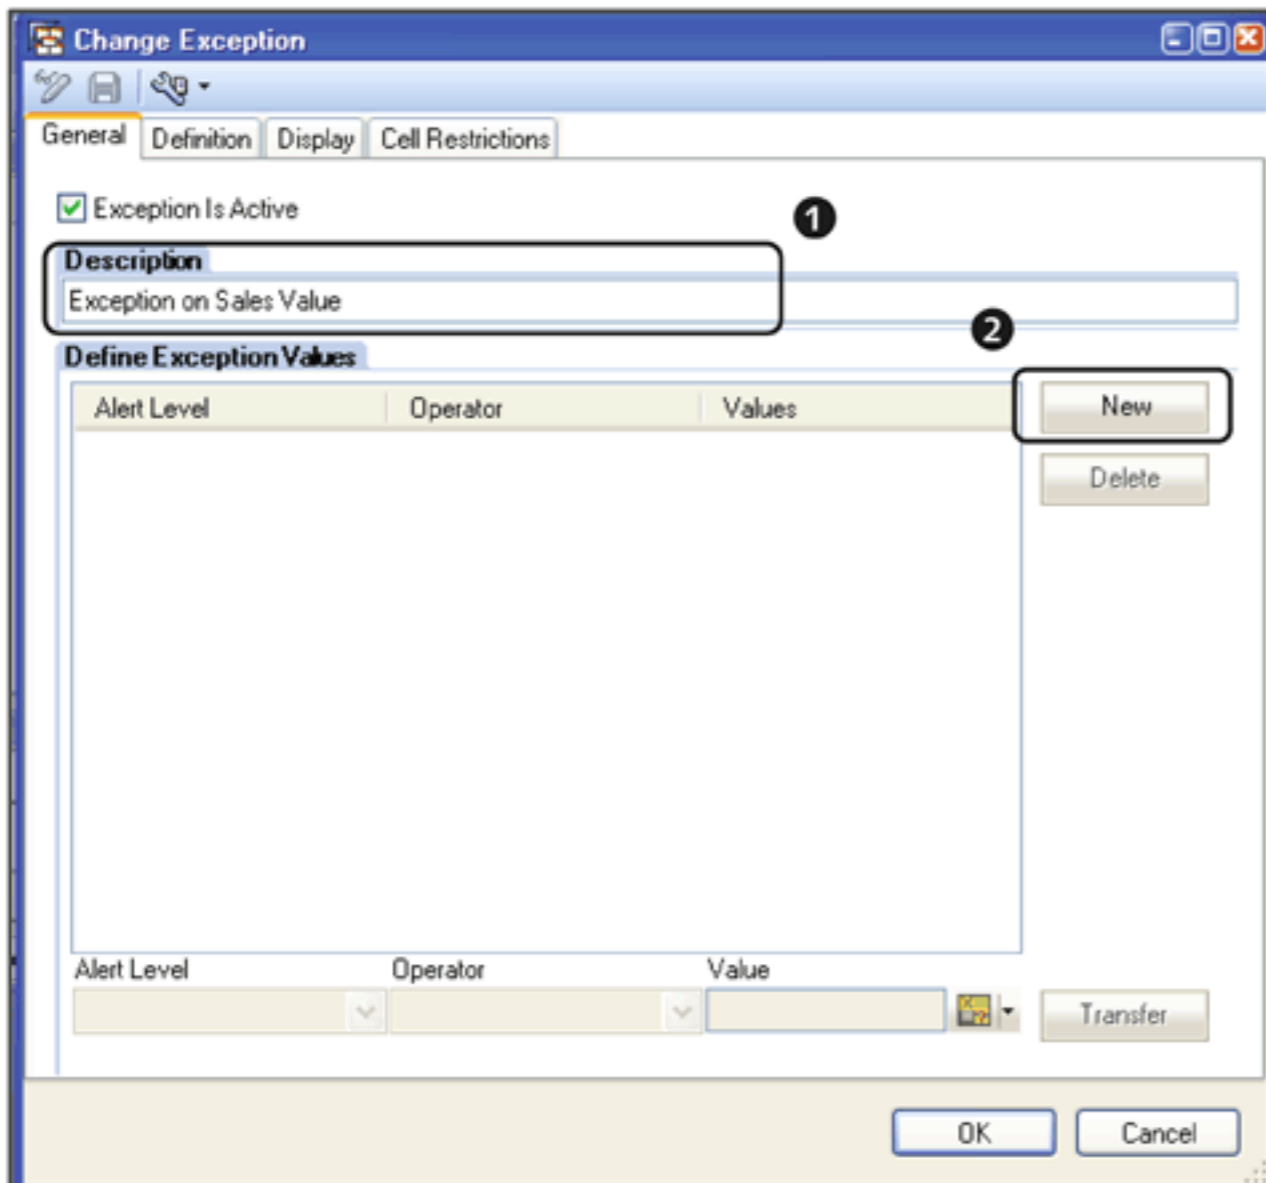 Change Exception
General Definition Display Cell Restrictions
Exception Is Active
1
Description
Exception on Sales Value
2
Define Exception Values
Alert Level Operator Values New
Delete
Alert Level Operator Value
Transfer
OK Cancel